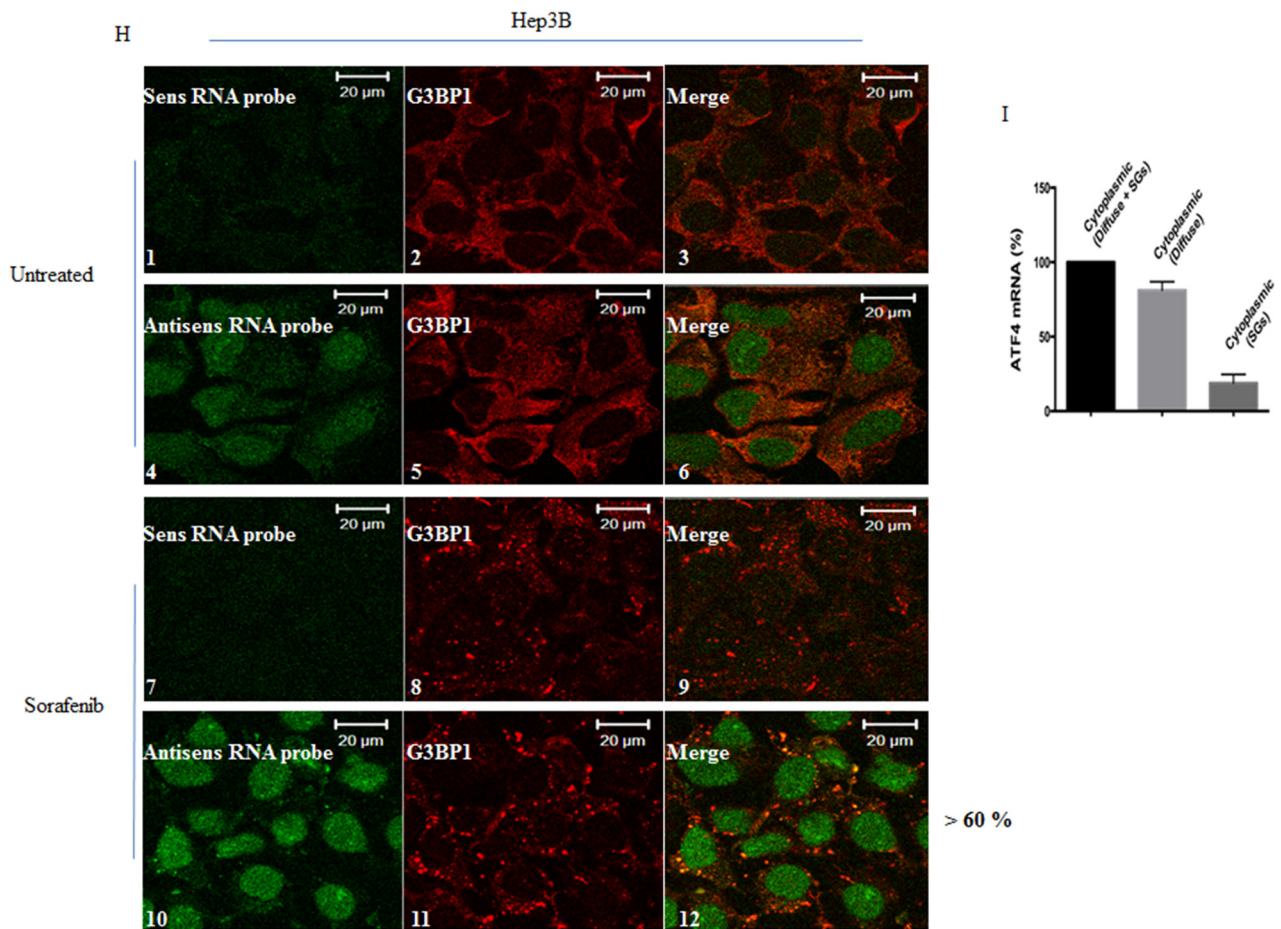 H
Hep3B
Untreated
Sens RNA probe
20 µm
1
G3BP1
20 µm
2
Merge
20 µm
3
Antisens RNA probe
20 µm
4
G3BP1
20 µm
5
Merge
20 µm
6
Sorafenib
Sens RNA probe
20 µm
7
G3BP1
20 µm
8
Merge
20 µm
9
Antisens RNA probe
20 µm
10
G3BP1
20 µm
11
Merge
20 µm
12
> 60 %
I
ATF4 mRNA (%)
150
100
50
0
Cytoplasmic
(Diffuse + SGs)
Cytoplasmic
(Diffuse)
Cytoplasmic
(SGs)